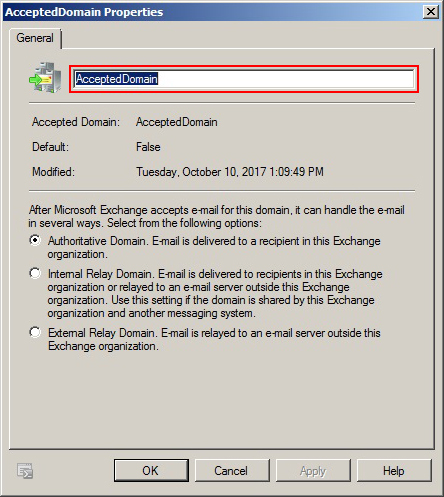 AcceptedDomain Properties
General
AcceptedDomain
Accepted Domain: AcceptedDomain
Default: False
Modified: Tuesday, October 10, 2017 1:09:49 PM
After Microsoft Exchange accepts e-mail for this domain, it can handle the e-mail
in several ways. Select from the following options:
Authoritative Domain. E-mail is delivered to a recipient in this Exchange
organization.
Internal Relay Domain. E-mail is delivered to recipients in this Exchange
organization or relayed to an e-mail server outside this Exchange
organization. Use this setting if the domain is shared by this Exchange
organization and another messaging system.
External Relay Domain. E-mail is relayed to an e-mail server outside this
Exchange organization.
OK Cancel Apply Help